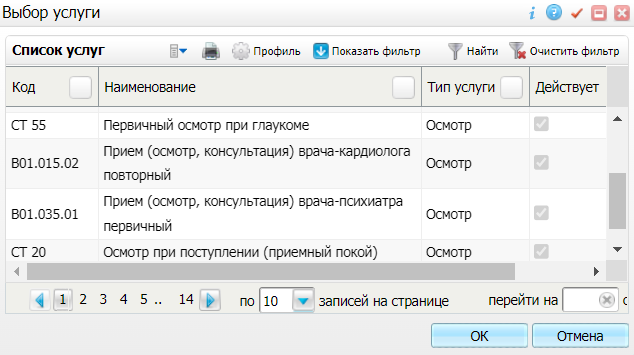 Выбор услуги
Список услуг Профиль Показать фильтр Найти Очистить фильтр
Код Наименование Тип услуги Действует
СТ 55 Первичный осмотр при глаукоме Осмотр
B01.015.02 Прием (осмотр, консультация) врача-кардиолога повторный Осмотр
B01.035.01 Прием (осмотр, консультация) врача-психиатра первичный Осмотр
СТ 20 Осмотр при поступлении (приемный покой) Осмотр
1 2 3 4 5 .. 14 по 10 записей на странице перейти на
ОК Отмена